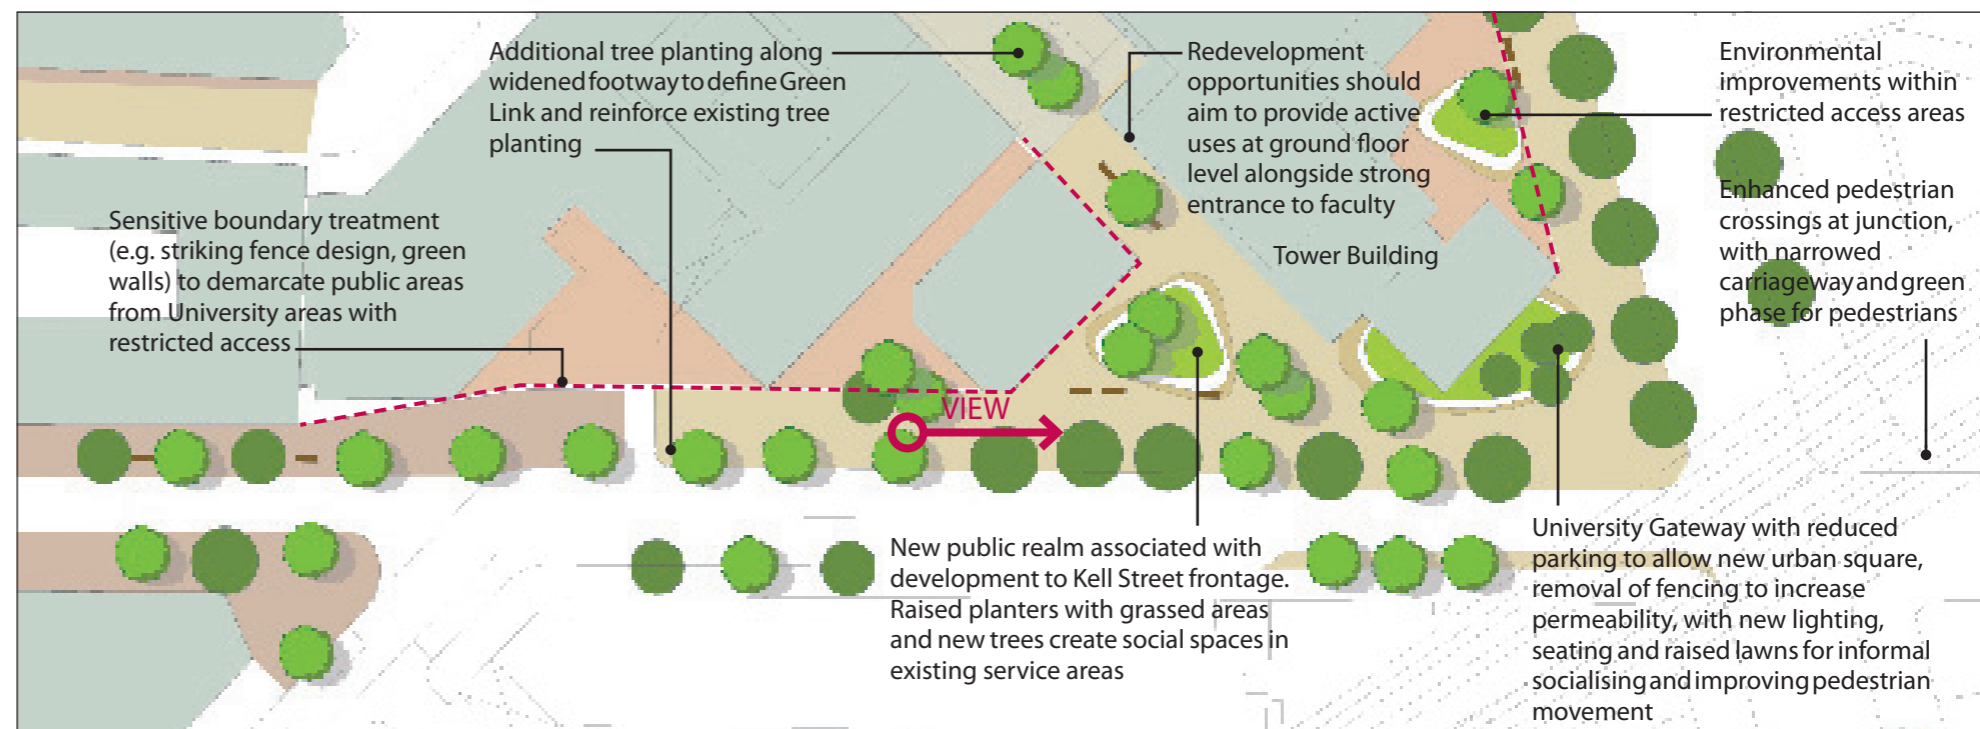 Additional tree planting along
widened footway to define Green
Link and reinforce existing tree
planting
Redevelopment
opportunities should
aim to provide active
uses at ground floor
level alongside strong
entrance to faculty
Environmental
improvements within
restricted access areas
Enhanced pedestrian
crossings at junction,
with narrowed
carriageway and green
phase for pedestrians
Sensitive boundary treatment
(e.g. striking fence design, green
walls) to demarcate public areas
from University areas with
restricted access
Tower Building
VIEW
New public realm associated with
development to Kell Street frontage.
Raised planters with grassed areas
and new trees create social spaces in
existing service areas
University Gateway with reduced
parking to allow new urban square,
removal of fencing to increase
permeability, with new lighting,
seating and raised lawns for informal
socialising and improving pedestrian
movement